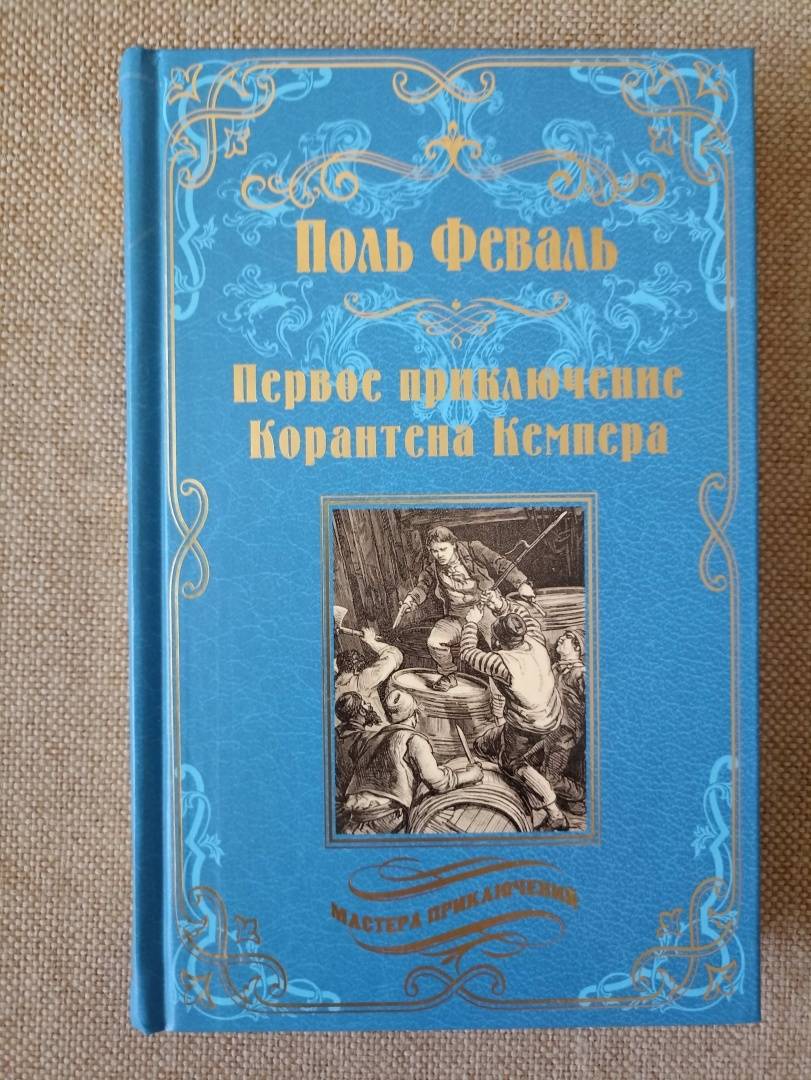 Поль Феваль
Первое приключение
Корантена Кемпера
МАСТЕРА ПРИКЛЮЧЕНИЙ